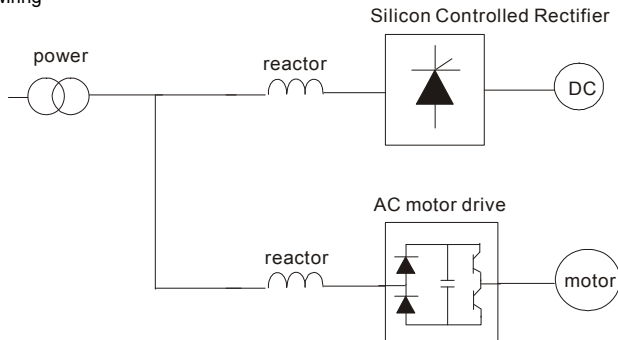 wiring
Silicon Controlled Rectifier
power
reactor
DC
AC motor drive
reactor
motor